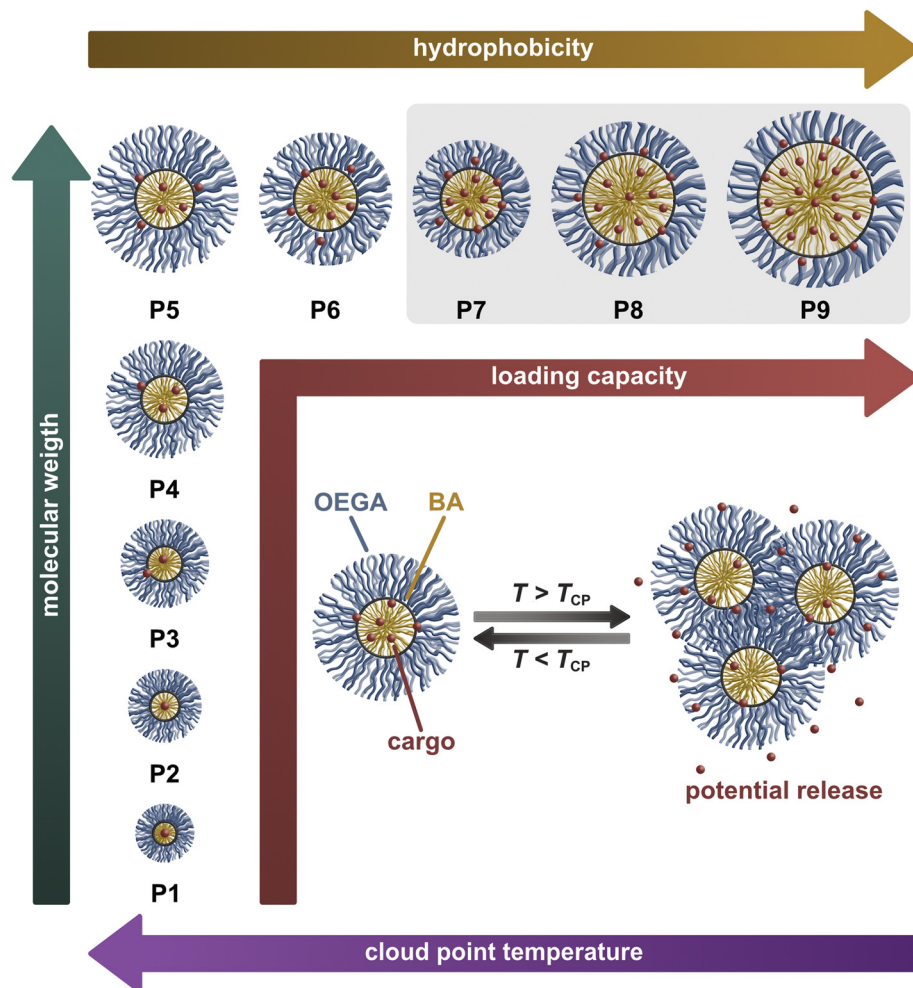 hydrophobicity
P5
P6
P7
P8
P9
loading capacity
molecular weigth
P4
P3
P2
P1
OEGA
BA
T > TCP
T < TCP
cargo
potential release
cloud point temperature